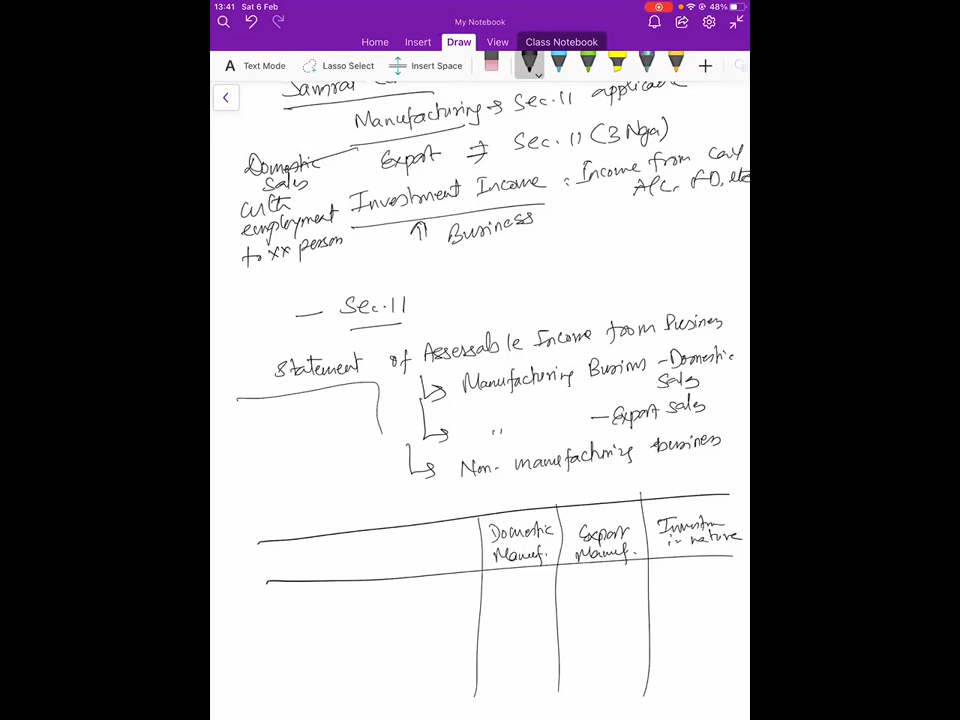 13:41 Sat 6 Feb
48%
My Notebook
Home Insert Draw View Class Notebook
A Text Mode Lasso Select Insert Space
Manufacturing → Sec.11 applicable
Export ⇒ Sec.11 (3 Nga)
Domestic Sales
with employment
to xx person
Investment Income : Income from Call
A/C, FD, etc
↑ Business
— Sec.11
Statement of Assessable Income from Business
↳ Manufacturing Business - Domestic
Sales
↳ " — Export Sales
↳ Non-manufacturing business
Domestic Manuf.
Export Manuf.
in nature